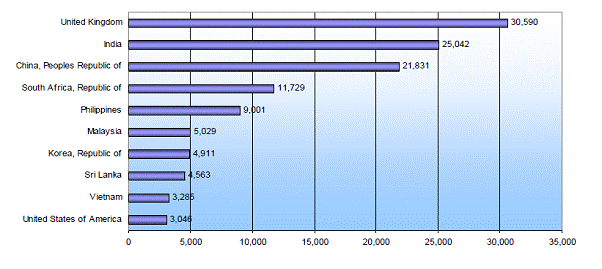 United Kingdom 30,590
India 25,042
China, Peoples Republic of 21,831
South Africa, Republic of 11,729
Philippines 9,001
Malaysia 5,029
Korea, Republic of 4,911
Sri Lanka 4,563
Vietnam 3,285
United States of America 3,046
0 5,000 10,000 15,000 20,000 25,000 30,000 35,000